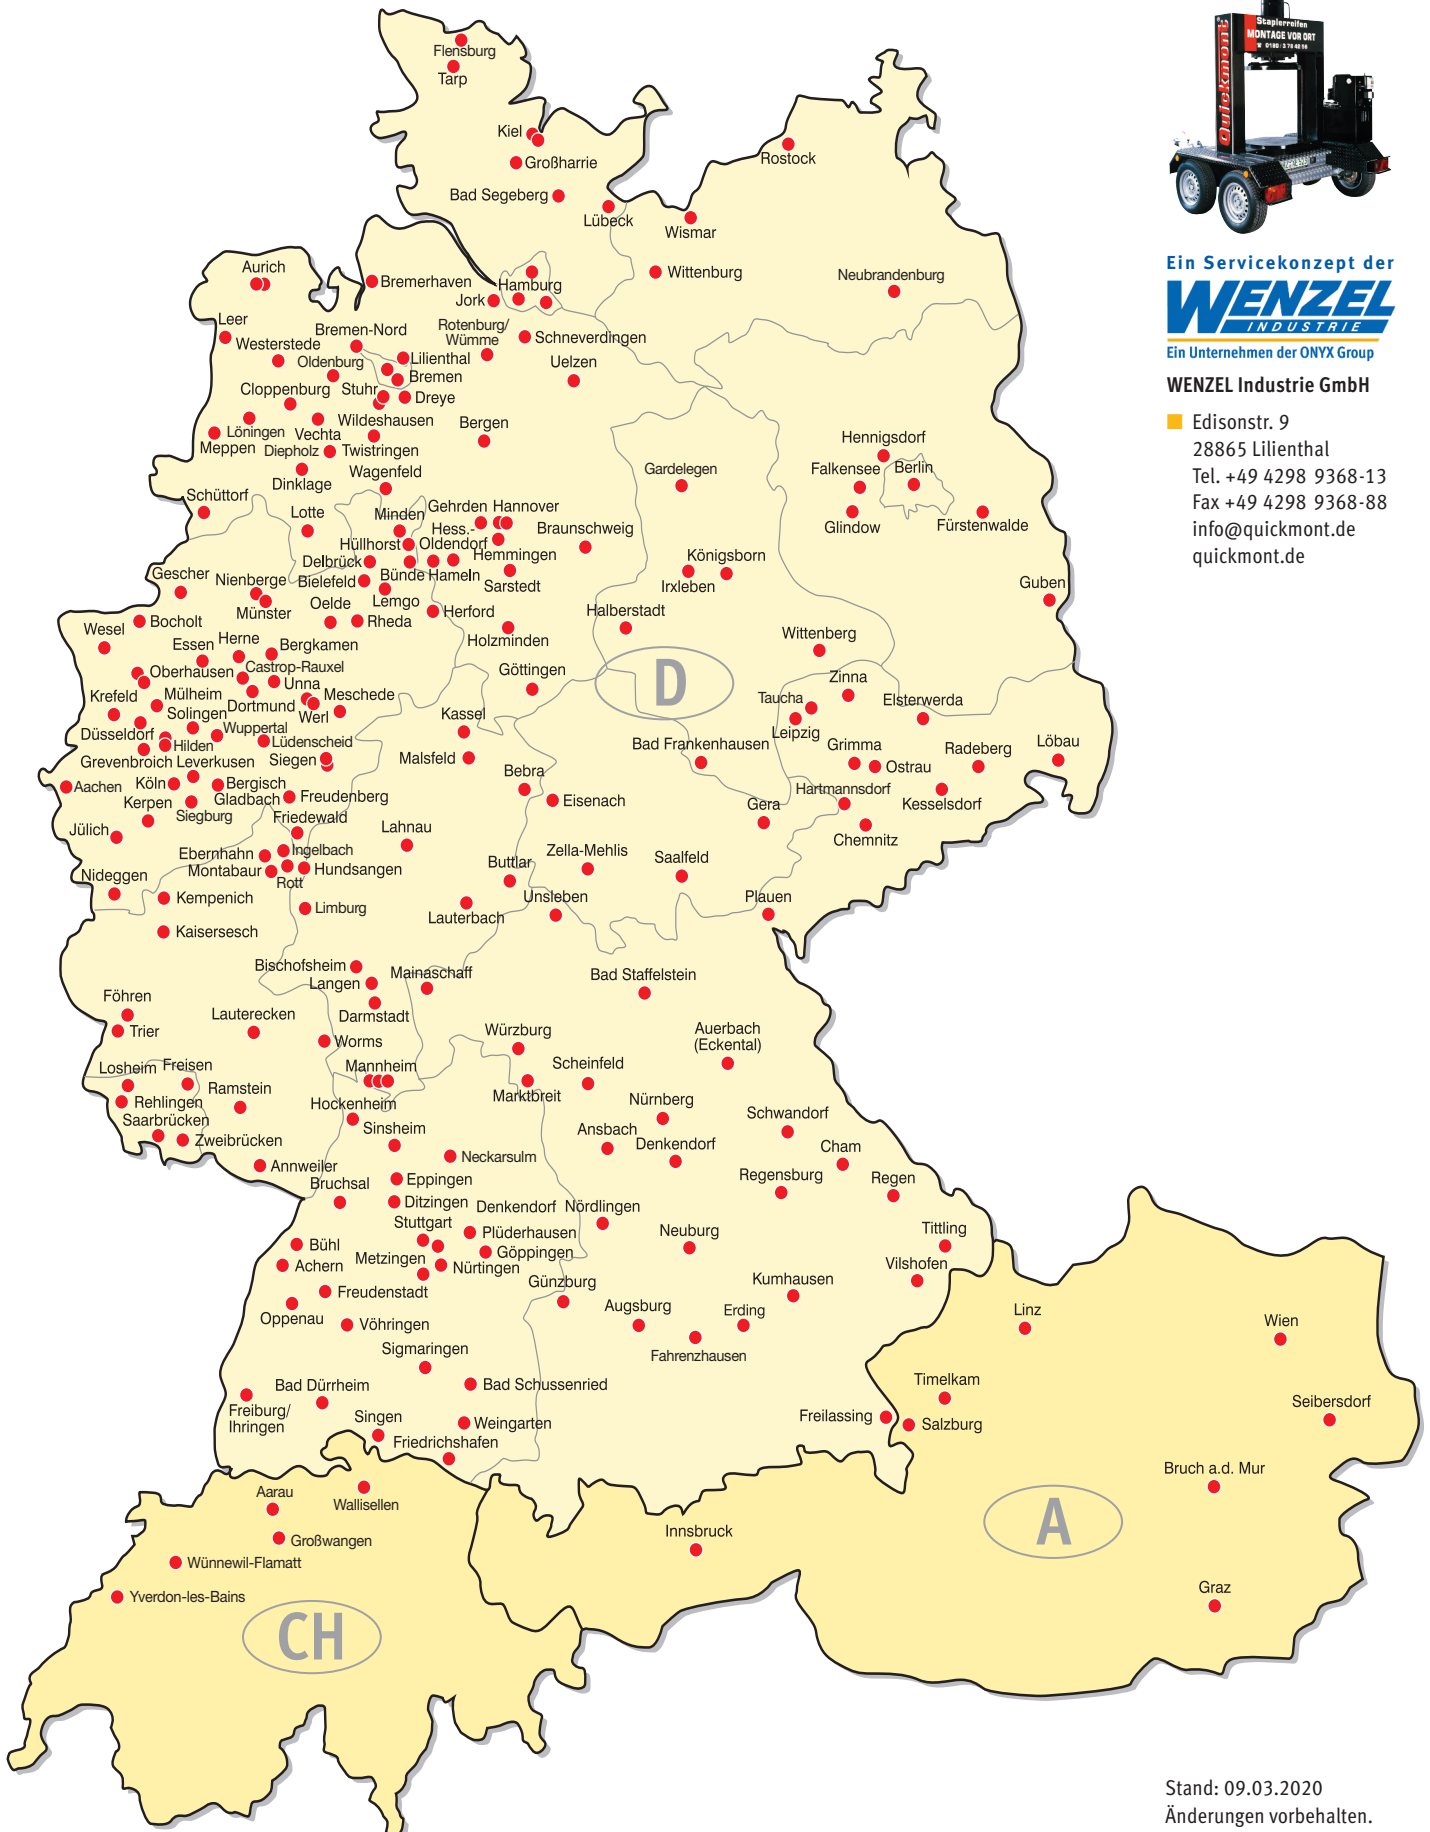 Flensburg
Tarp
Kiel
Großharrie
Bad Segeberg
Lübeck
Rostock
Wismar
Wittenburg
Neubrandenburg
Aurich
Bremerhaven
Hamburg
Jork
Leer
Bremen-Nord
Rotenburg/
Wümme
Schneverdingen
Westerstede
Oldenburg
Lilienthal
Uelzen
Bremen
Cloppenburg
Stuhr
Dreye
Wildeshausen
Bergen
Löningen
Vechta
Meppen
Diepholz
Twistringen
Dinklage
Wagenfeld
Hennigsdorf
Falkensee
Berlin
Gardelegen
Glindow
Fürstenwalde
Schüttorf
Lotte
Minden
Gehrden
Hannover
Hess.-
Oldendorf
Braunschweig
Hüllhorst
Hemmingen
Delbrück
Bünde
Hameln
Sarstedt
Königsborn
Irxleben
Gescher
Nienberge
Bielefeld
Lemgo
Münster
Oelde
Rheda
Herford
Holzminden
Halberstadt
Guben
Bocholt
Wesel
Essen
Herne
Bergkamen
Wittenberg
Oberhausen
Castrop-Rauxel
Göttingen
Unna
Zinna
Krefeld
Mülheim
Dortmund
Werl
Meschede
Taucha
Elsterwerda
Solingen
Kassel
Leipzig
Düsseldorf
Wuppertal
Hilden
Lüdenscheid
Malsfeld
Bad Frankenhausen
Grimma
Radeberg
Löbau
Grevenbroich
Leverkusen
Siegen
Bebra
Ostrau
Aachen
Köln
Bergisch
Gladbach
Freudenberg
Eisenach
Hartmannsdorf
Kesselsdorf
Kerpen
Siegburg
Friedewald
Gera
Jülich
Lahnau
Chemnitz
Ebernhahn
Ingelbach
Zella-Mehlis
Saalfeld
Montabaur
Hundsangen
Buttlar
Nideggen
Rott
Kempenich
Limburg
Lauterbach
Unsleben
Plauen
Kaisersesch
Bischofsheim
Langen
Mainaschaff
Bad Staffelstein
Darmstadt
Föhren
Trier
Lauterecken
Worms
Würzburg
Auerbach
(Eckental)
Losheim
Freisen
Mannheim
Scheinfeld
Ramstein
Marktbreit
Rehlingen
Hockenheim
Nürnberg
Schwandorf
Saarbrücken
Sinsheim
Ansbach
Denkendorf
Cham
Zweibrücken
Neckarsulm
Annweiler
Eppingen
Regensburg
Regen
Bruchsal
Ditzingen
Denkendorf
Nördlingen
Stuttgart
Plüderhausen
Neuburg
Tittling
Bühl
Metzingen
Göppingen
Achern
Nürtingen
Vilshofen
Günzburg
Kumhausen
Freudenstadt
Oppenau
Augsburg
Erding
Vöhringen
Fahrenzhausen
Sigmaringen
Bad Schussenried
Bad Dürrheim
Freiburg/
Ihringen
Singen
Weingarten
Friedrichshafen
Freilassing
D
Linz
Wien
Timelkam
Salzburg
Seibersdorf
Bruch a.d. Mur
Innsbruck
Graz
A
Wallisellen
Aarau
Großwangen
Wünnewil-Flamatt
Yverdon-les-Bains
CH
Quickmont
Staplerreifen
MONTAGE VOR ORT
Ein Servicekonzept der
WENZEL
INDUSTRIE
Ein Unternehmen der ONYX Group
WENZEL Industrie GmbH
Edisonstr. 9
28865 Lilienthal
Tel. +49 4298 9368-13
Fax +49 4298 9368-88
info@quickmont.de
quickmont.de
Stand: 09.03.2020
Änderungen vorbehalten.